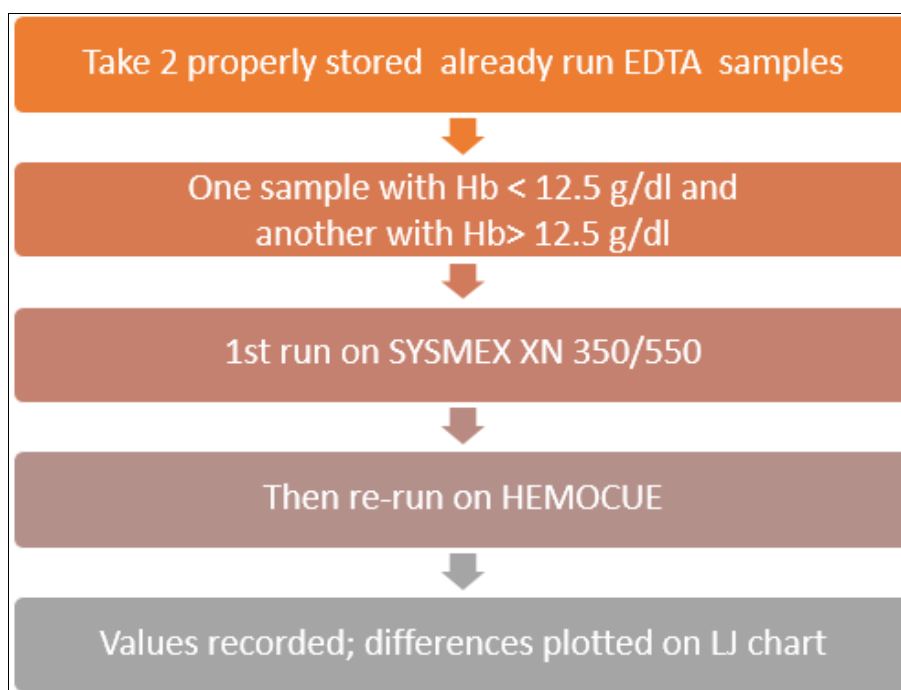 Take 2 properly stored already run EDTA samples
One sample with Hb < 12.5 g/dl and
another with Hb> 12.5 g/dl
1st run on SYSMEX XN 350/550
Then re-run on HEMOCUE
Values recorded; differences plotted on LJ chart